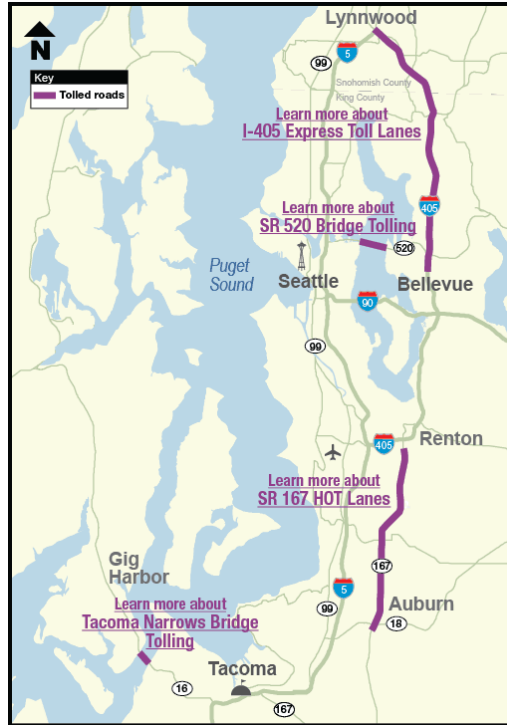 Lynnwood
N
5
99
Key
Tolled roads
Snohomish County
King County
Learn more about
I-405 Express Toll Lanes
405
Learn more about
SR 520 Bridge Tolling
520
Puget
Sound
Seattle
Bellevue
90
99
Renton
405
Learn more about
SR 167 HOT Lanes
Gig
Harbor
167
5
Learn more about
Tacoma Narrows Bridge
Tolling
99
Auburn
18
Tacoma
16
167